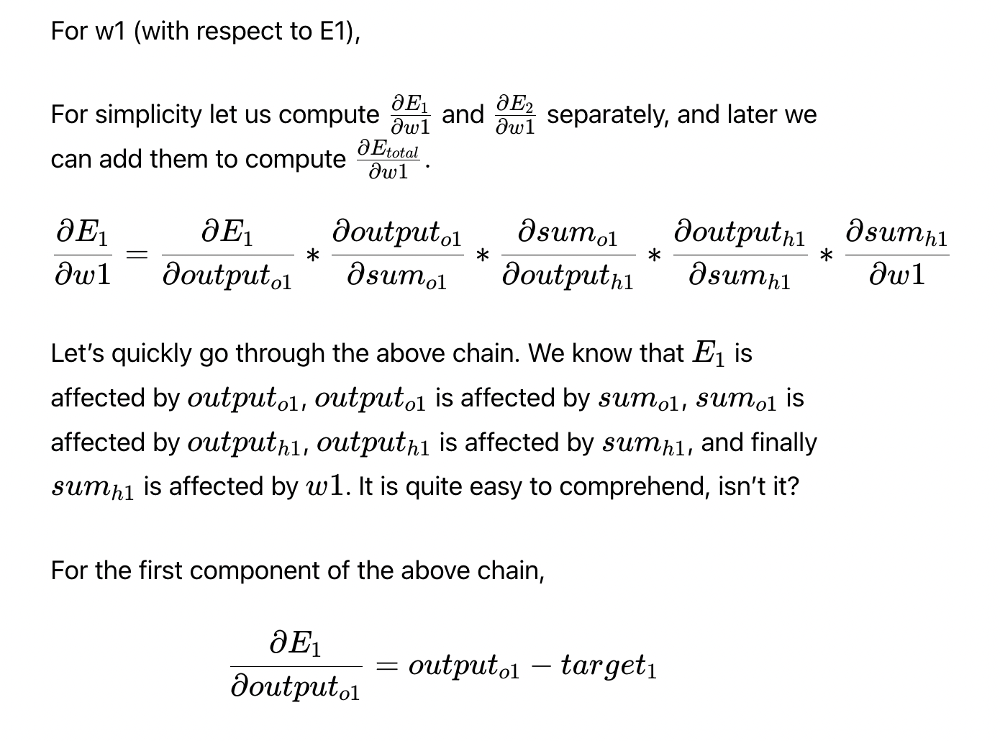 For w1 (with respect to E1),
For simplicity let us compute $\frac{\partial E_1}{\partial w1}$ and $\frac{\partial E_2}{\partial w1}$ separately, and later we
can add them to compute $\frac{\partial E_{total}}{\partial w1}$.
$\frac{\partial E_1}{\partial w1} = \frac{\partial E_1}{\partial output_{o1}} * \frac{\partial output_{o1}}{\partial sum_{o1}} * \frac{\partial sum_{o1}}{\partial output_{h1}} * \frac{\partial output_{h1}}{\partial sum_{h1}} * \frac{\partial sum_{h1}}{\partial w1}$
Let’s quickly go through the above chain. We know that $E_1$ is
affected by $output_{o1}$, $output_{o1}$ is affected by $sum_{o1}$, $sum_{o1}$ is
affected by $output_{h1}$, $output_{h1}$ is affected by $sum_{h1}$, and finally
$sum_{h1}$ is affected by $w1$. It is quite easy to comprehend, isn’t it?
For the first component of the above chain,
$\frac{\partial E_1}{\partial output_{o1}} = output_{o1} - target_1$